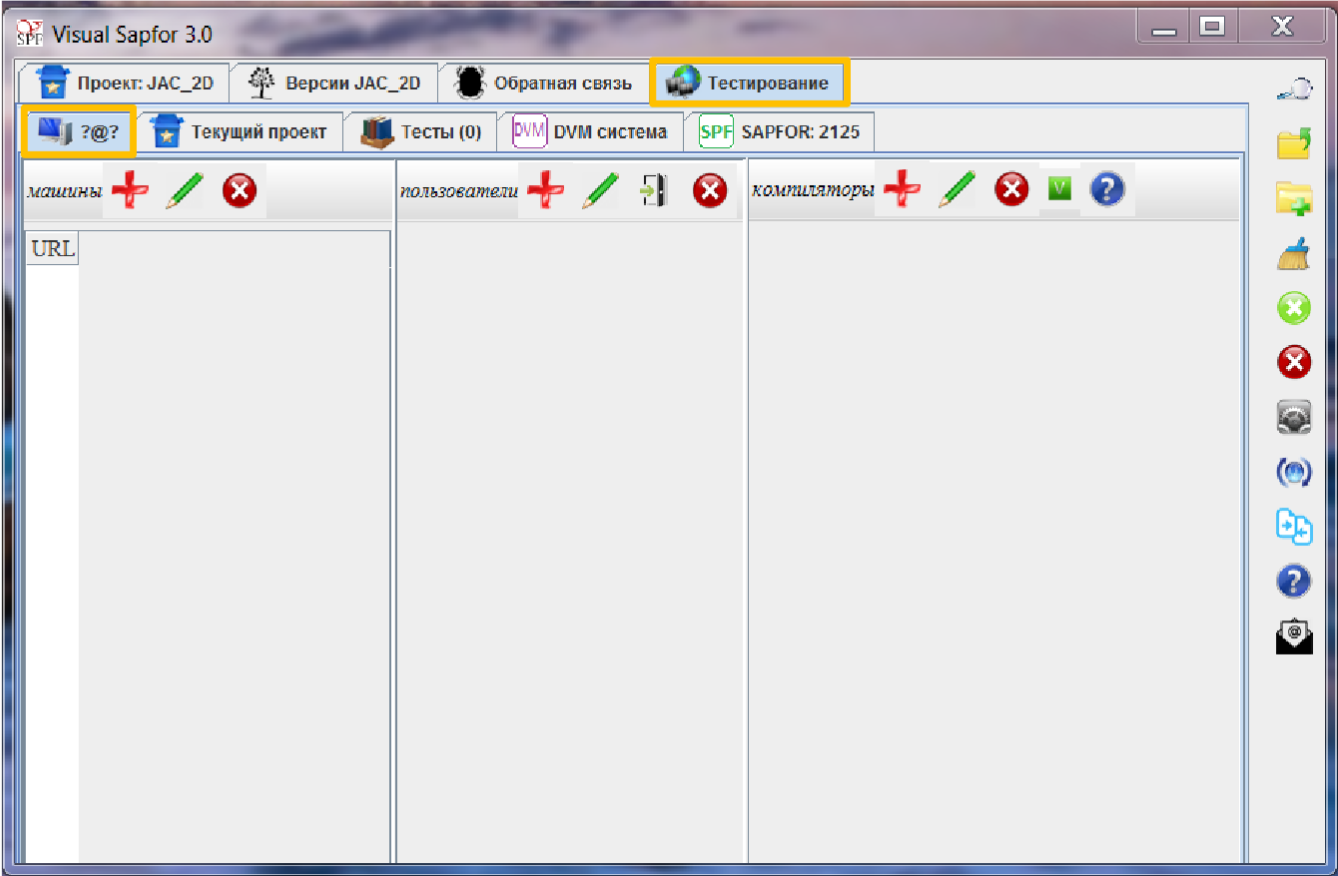 SPF Visual Sapfor 3.0
Проект: JAC_2D Версии JAC_2D Обратная связь Тестирование
?@? Текущий проект Тесты (0) DVM DVM система SPF SAPFOR: 2125
машины пользователи компиляторы V ?
URL
?
@